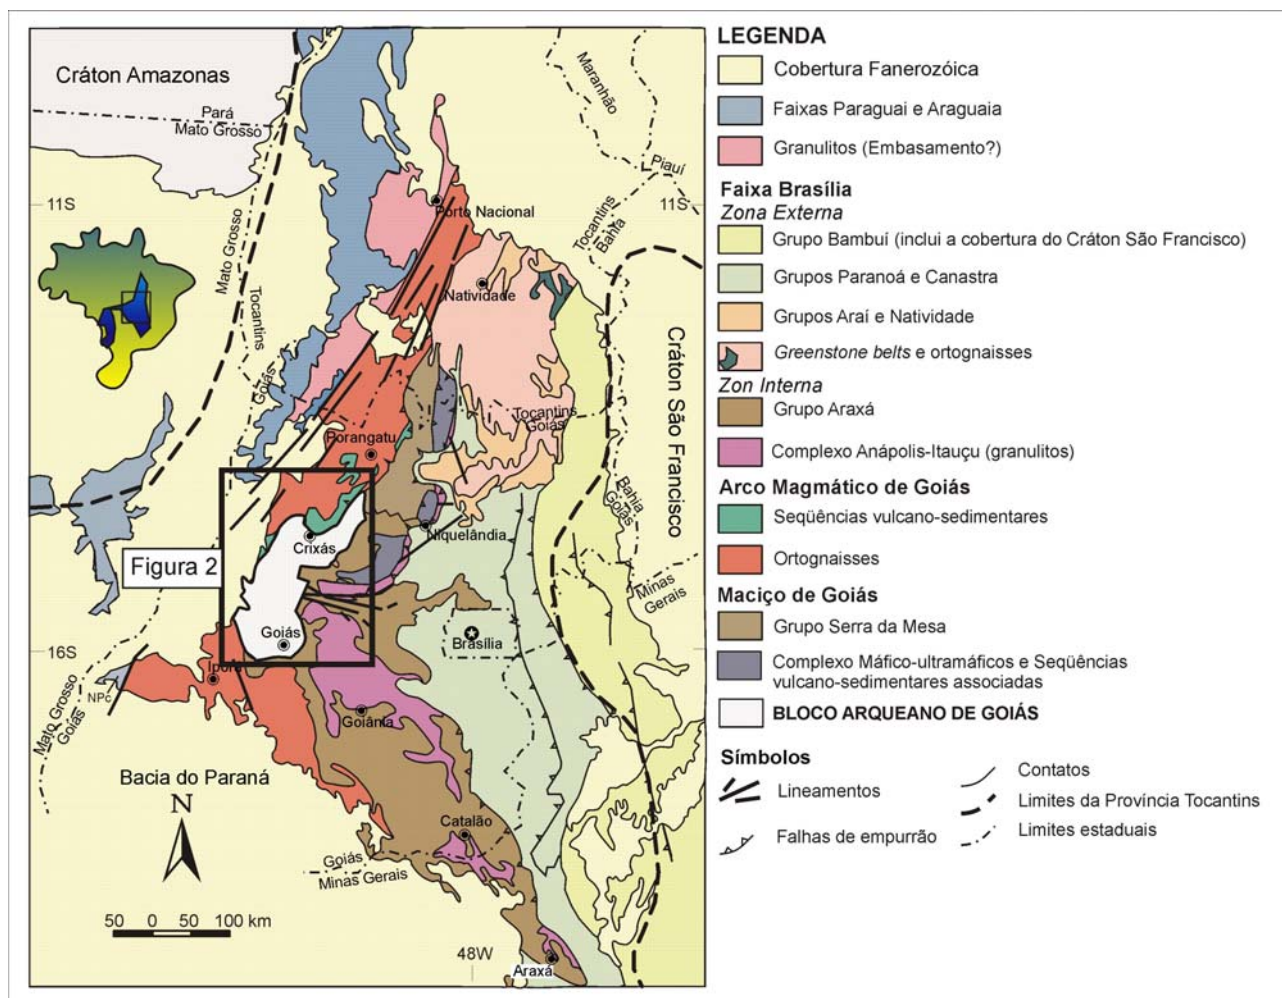 Cráton Amazonas
Pará
Mato Grosso
Maranhão
Piauí
11S
11S
Porto Nacional
Tocantins
Bahia
Mato Grosso
Tocantins
Natividade
Goiás
Cráton São Francisco
Tocantins
Goiás
Porangatu
Bahia
Goiás
Crixás
Niquelândia
Figura 2
Minas
Gerais
Goiás
Brasília
16S
Iporá
NPc
Mato Grosso
Goiás
Goiânia
Bacia do Paraná
N
Catalão
Goiás
Minas Gerais
50 0 50 100 km
48W
Araxá
LEGENDA
Cobertura Fanerozóica
Faixas Paraguai e Araguaia
Granulitos (Embasamento?)
Faixa Brasília
Zona Externa
Grupo Bambuí (inclui a cobertura do Cráton São Francisco)
Grupos Paranoá e Canastra
Grupos Araí e Natividade
Greenstone belts e ortognaisses
Zon Interna
Grupo Araxá
Complexo Anápolis-Itauçu (granulitos)
Arco Magmático de Goiás
Seqüências vulcano-sedimentares
Ortognaisses
Maciço de Goiás
Grupo Serra da Mesa
Complexo Máfico-ultramáficos e Seqüências
vulcano-sedimentares associadas
BLOCO ARQUEANO DE GOIÁS
Símbolos
Lineamentos
Falhas de empurrão
Contatos
Limites da Província Tocantins
Limites estaduais